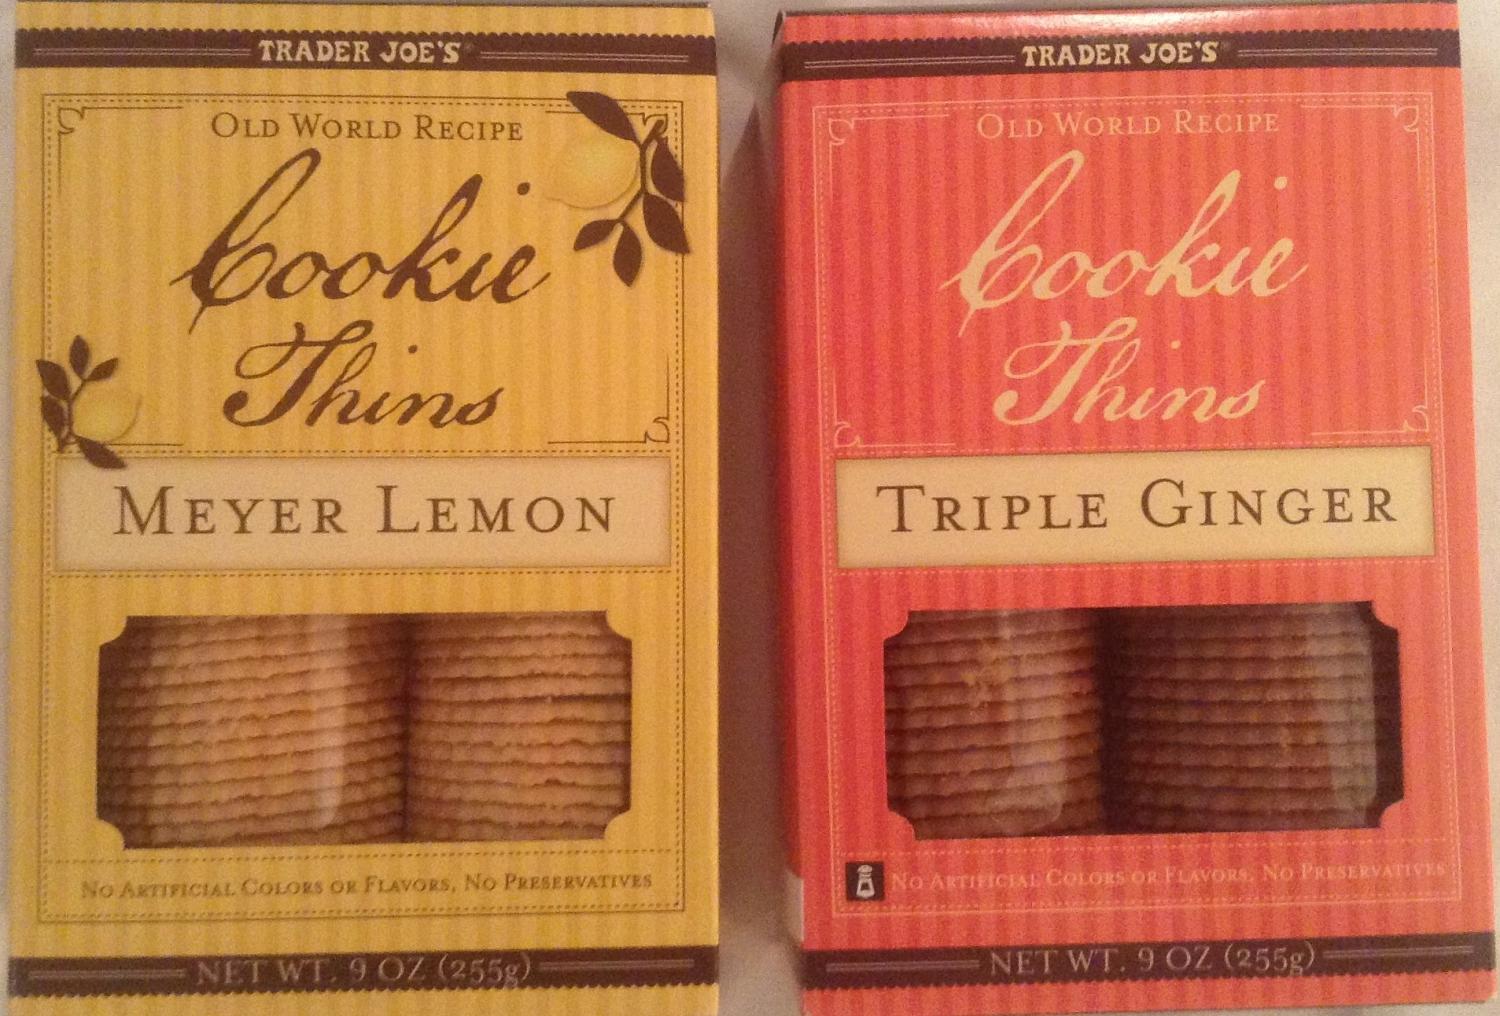 TRADER JOE'S
OLD WORLD RECIPE
Cookie
Thins
MEYER LEMON
NO ARTIFICIAL COLORS OR FLAVORS, NO PRESERVATIVES
NET WT. 9 OZ (255g)
TRADER JOE'S
OLD WORLD RECIPE
Cookie
Thins
TRIPLE GINGER
NO ARTIFICIAL COLORS OR FLAVORS, NO PRESERVATIVES
NET WT. 9 OZ (255g)